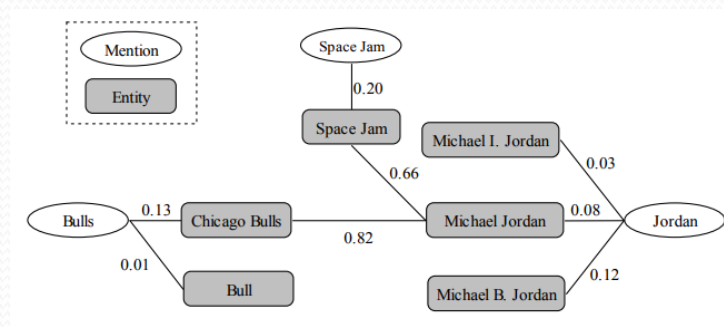 Mention
Entity
Space Jam
0.20
Space Jam
Michael I. Jordan
0.03
0.66
Bulls
0.13
Chicago Bulls
0.82
Michael Jordan
0.08
Jordan
0.01
Bull
0.12
Michael B. Jordan